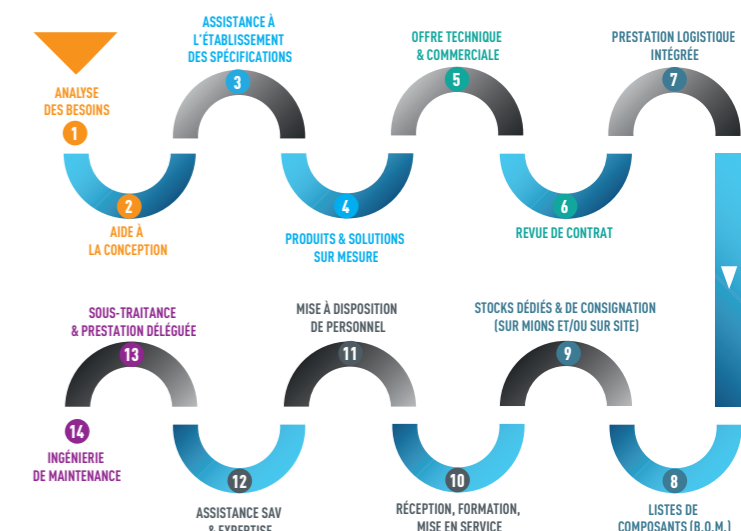 ANALYSE
DES BESOINS
1
2
AIDE À
LA CONCEPTION
ASSISTANCE À
L'ÉTABLISSEMENT
DES SPÉCIFICATIONS
3
4
PRODUITS & SOLUTIONS
SUR MESURE
OFFRE TECHNIQUE
& COMMERCIALE
5
6
REVUE DE CONTRAT
PRESTATION LOGISTIQUE
INTÉGRÉE
7
8
LISTES DE
COMPOSANTS (B.O.M.)
STOCKS DÉDIÉS & DE CONSIGNATION
(SUR MIONS ET/OU SUR SITE)
9
10
RÉCEPTION, FORMATION,
MISE EN SERVICE
MISE À DISPOSITION
DE PERSONNEL
11
12
ASSISTANCE SAV
& EXPERTISE
SOUS-TRAITANCE
& PRESTATION DÉLÉGUÉE
13
14
INGÉNIERIE
DE MAINTENANCE